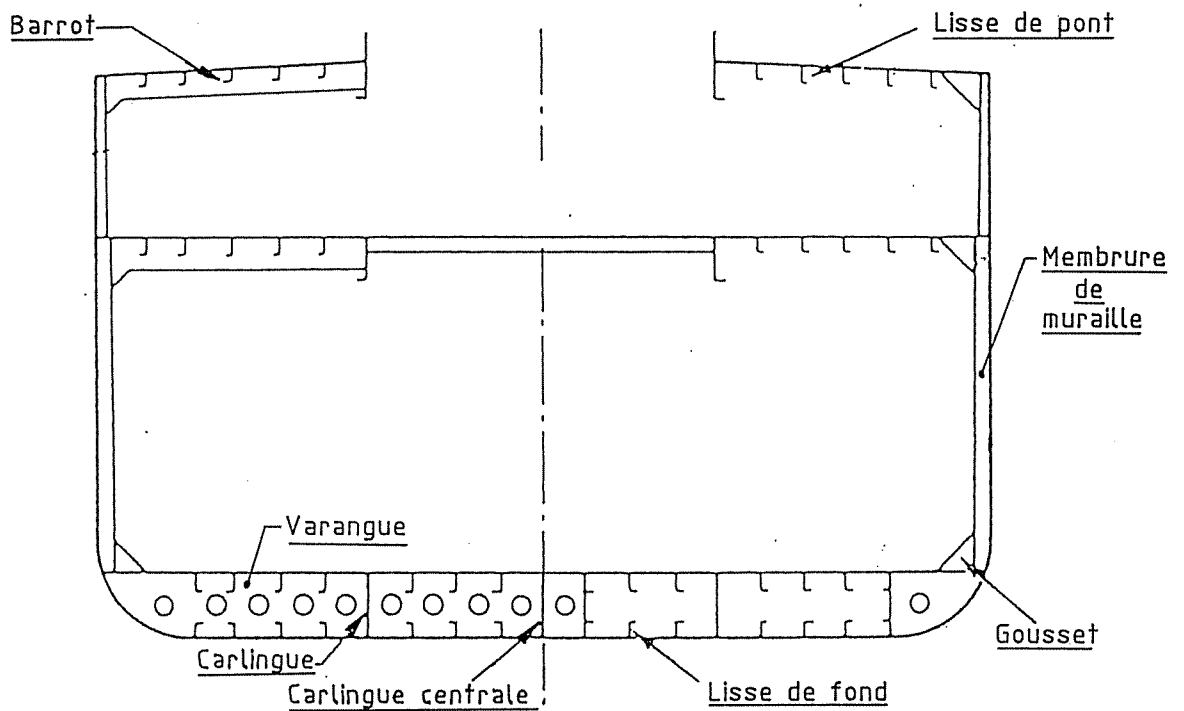 Barrot
Lisse de pont
Membrure
de
muraille
Varangue
Carlingue
Carlingue centrale
Lisse de fond
Gousset